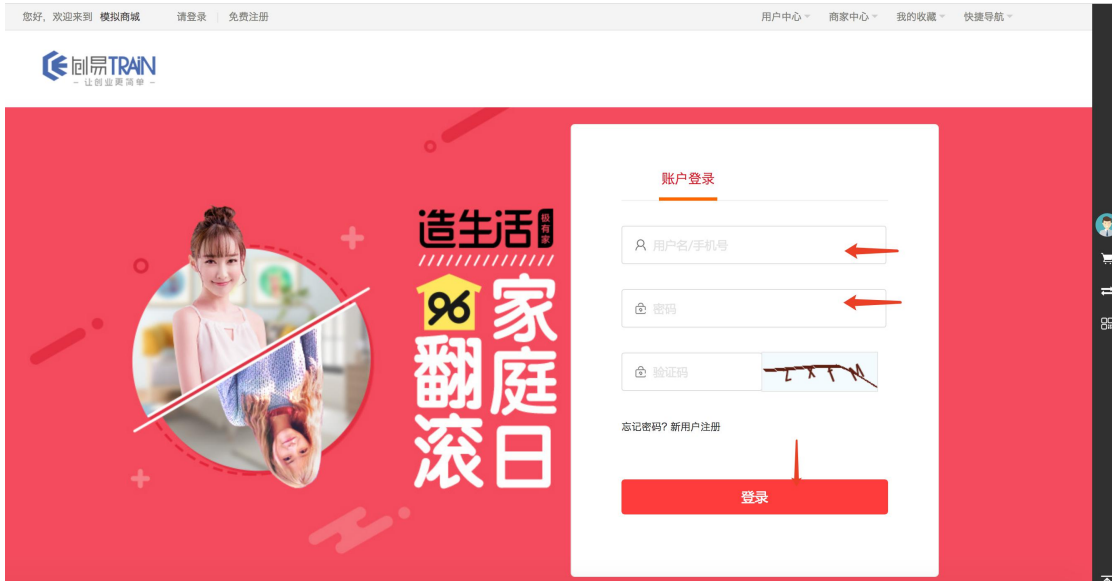 您好，欢迎来到 模拟商城 请登录 免费注册 用户中心 商家中心 我的收藏 快捷导航
创易TRAIN
- 让创业更简单 -
账户登录
造生活 极有家
96
家庭日
翻滚
用户名/手机号
密码
验证码
忘记密码? 新用户注册
登录